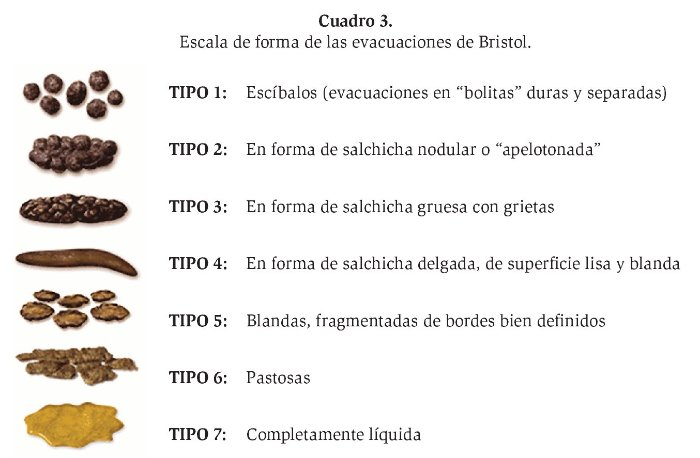 Cuadro 3.
Escala de forma de las evacuaciones de Bristol.
TIPO 1: Escíbalos (evacuaciones en “bolitas” duras y separadas)
TIPO 2: En forma de salchicha nodular o “apelotonada”
TIPO 3: En forma de salchicha gruesa con grietas
TIPO 4: En forma de salchicha delgada, de superficie lisa y blanda
TIPO 5: Blandas, fragmentadas de bordes bien definidos
TIPO 6: Pastosas
TIPO 7: Completamente líquida